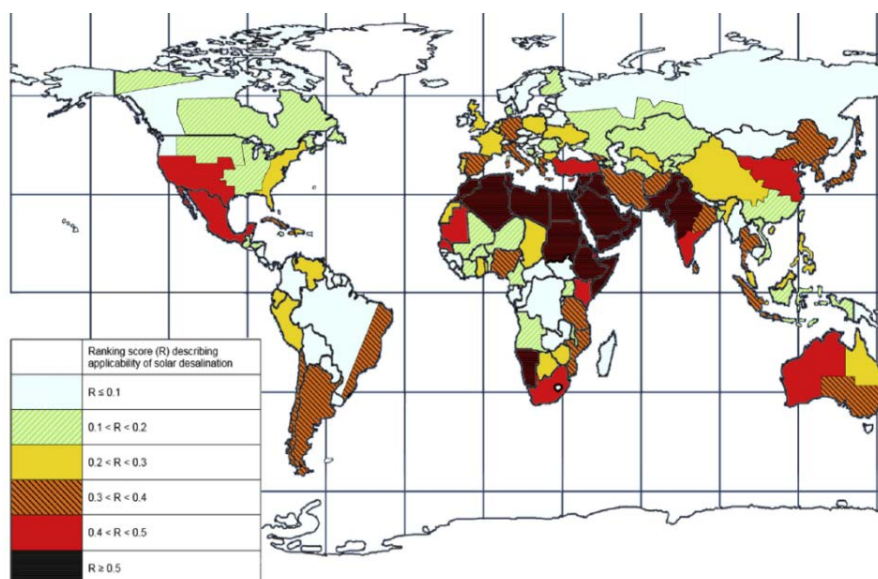 Ranking score (R) describing
applicability of solar desalination
R ≤ 0.1
0.1 < R < 0.2
0.2 < R < 0.3
0.3 < R < 0.4
0.4 < R < 0.5
R ≥ 0.5